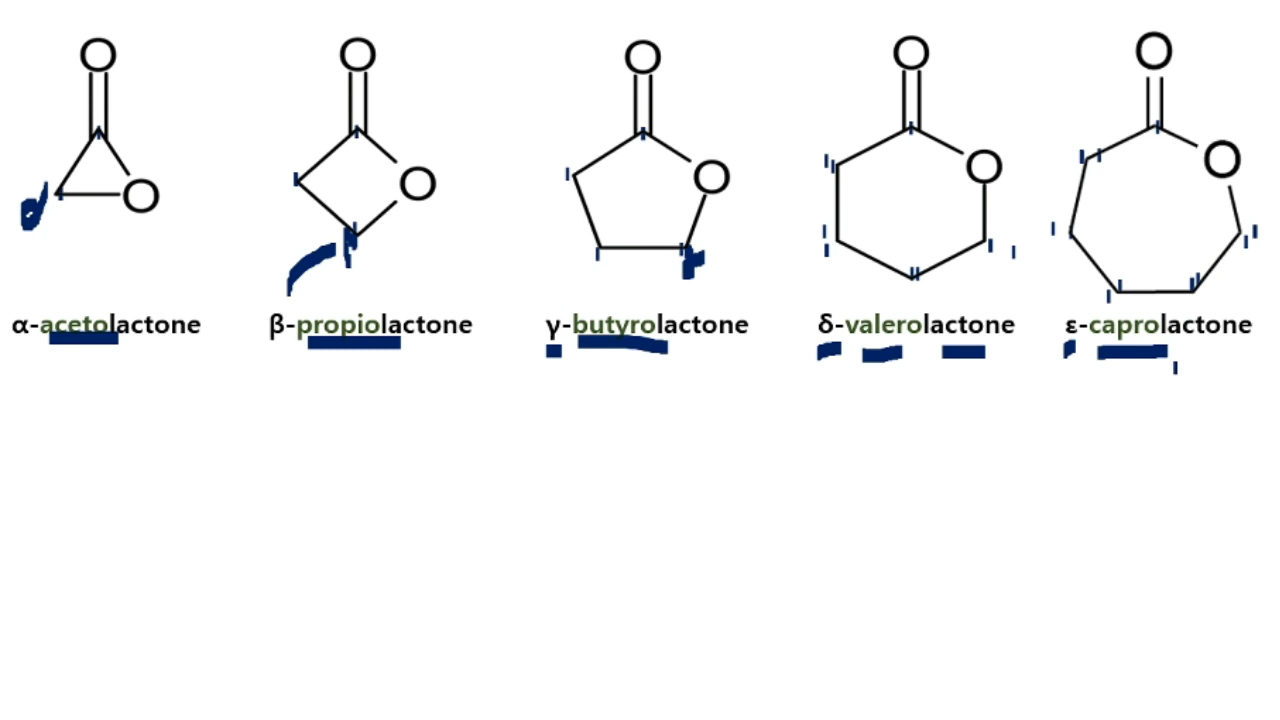 O O O O O
O O O O O
α-acetolactone β-propiolactone γ-butyrolactone δ-valerolactone ε-caprolactone